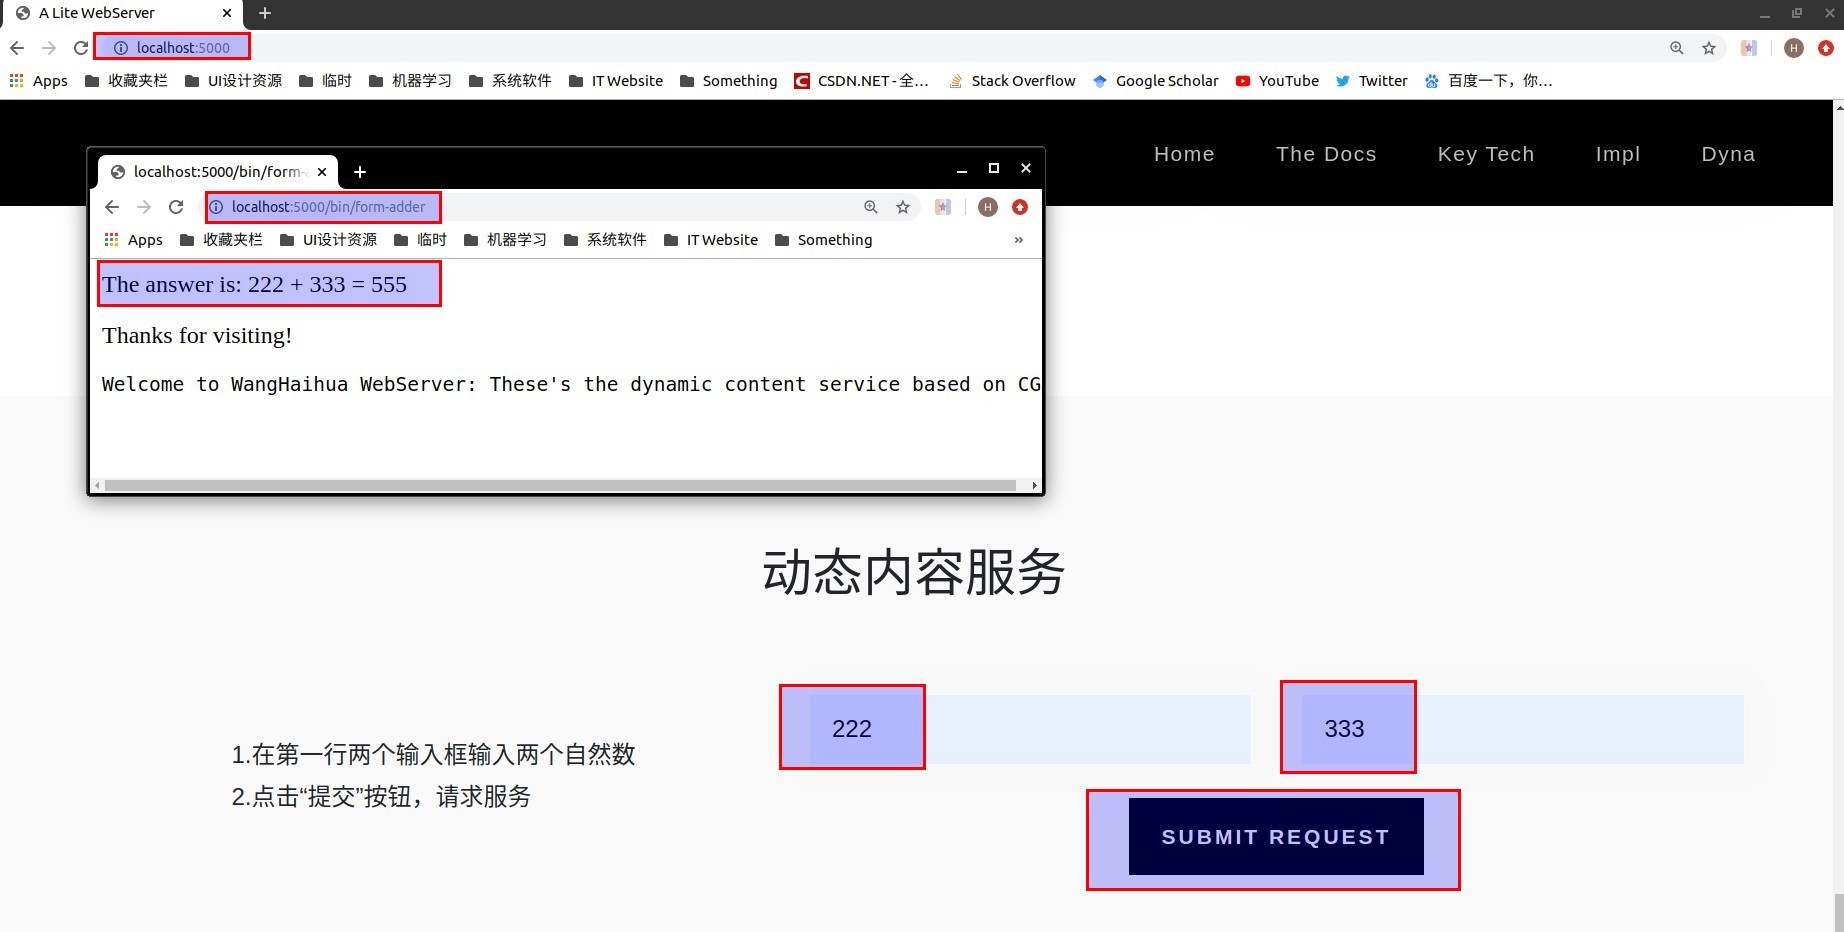 A Lite WebServer
localhost:5000
H
Apps 收藏夹栏 UI设计资源 临时 机器学习 系统软件 IT Website Something CSDN.NET - 全... Stack Overflow Google Scholar YouTube Twitter 百度一下，你...
Home The Docs Key Tech Impl Dyna
localhost:5000/bin/form-
localhost:5000/bin/form-adder
H
Apps 收藏夹栏 UI设计资源 临时 机器学习 系统软件 IT Website Something »
The answer is: 222 + 333 = 555
Thanks for visiting!
Welcome to WangHaihua WebServer: These's the dynamic content service based on CG
动态内容服务
222 333
1.在第一行两个输入框输入两个自然数
2.点击“提交”按钮，请求服务
SUBMIT REQUEST